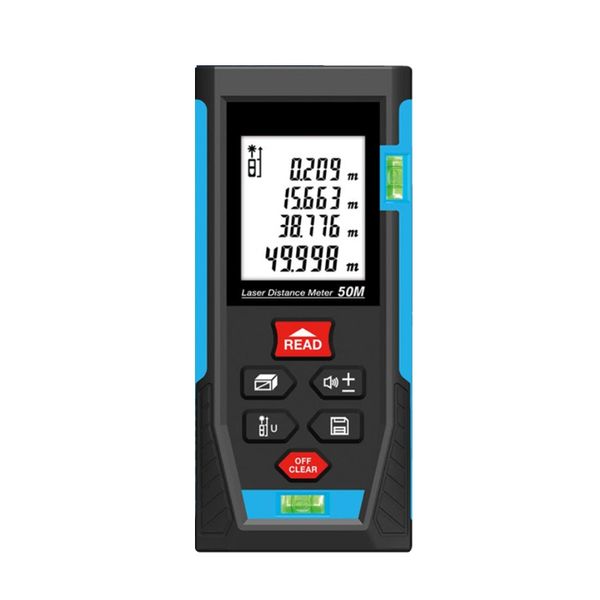 0.209 m
15.663 m
38.776 m
49.998 m
Laser Distance Meter 50M
READ
U
OFF
CLEAR